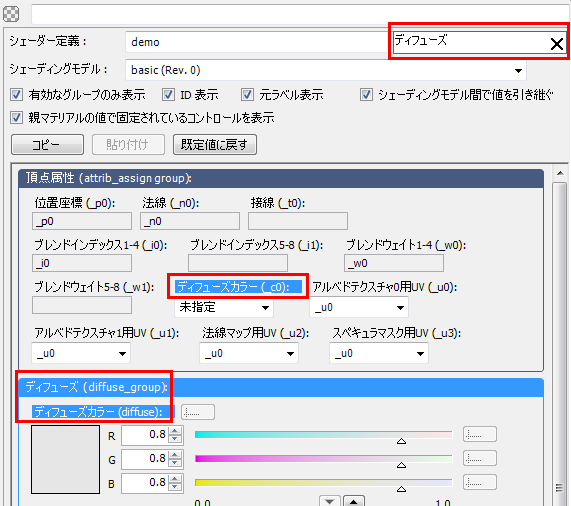 シェーダー定義： demo ディフューズ
シェーディングモデル： basic (Rev. 0)
有効なグループのみ表示 ID 表示 元ラベル表示 シェーディングモデル間で値を引き継ぐ
親マテリアルの値で固定されているコントロールを表示
コピー 貼り付け 既定値に戻す
頂点属性 (attrib_assign group):
位置座標 (_p0) 法線 (_n0) 接線 (_t0):
_p0 _n0
ブレンドインデックス1-4 (_i0): ブレンドインデックス5-8 (_i1): ブレンドウェイト1-4 (_w0):
_i0 _w0
ブレンドウェイト5-8 (_w1): ディフューズカラー (_c0): アルベドテクスチャ0用UV (_u0):
未指定 _u0
アルベドテクスチャ1用UV (_u1): 法線マップ用UV (_u2): スペキュラマスク用UV (_u3):
_u0 _u0 _u0
ディフューズ (diffuse_group):
ディフューズカラー (diffuse):
R 0.8
G 0.8
B 0.8
0.0 1.0